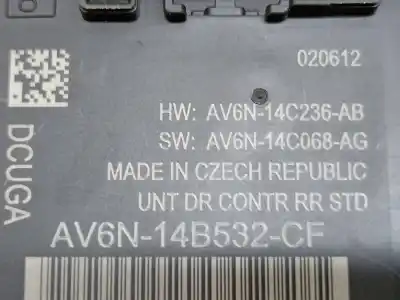 020612
HW: AV6N-14C236-AB
SW: AV6N-14C068-AG
MADE IN CZECH REPUBLIC
UNT DR CONTR RR STD
DCUGA
AV6N-14B532-CF